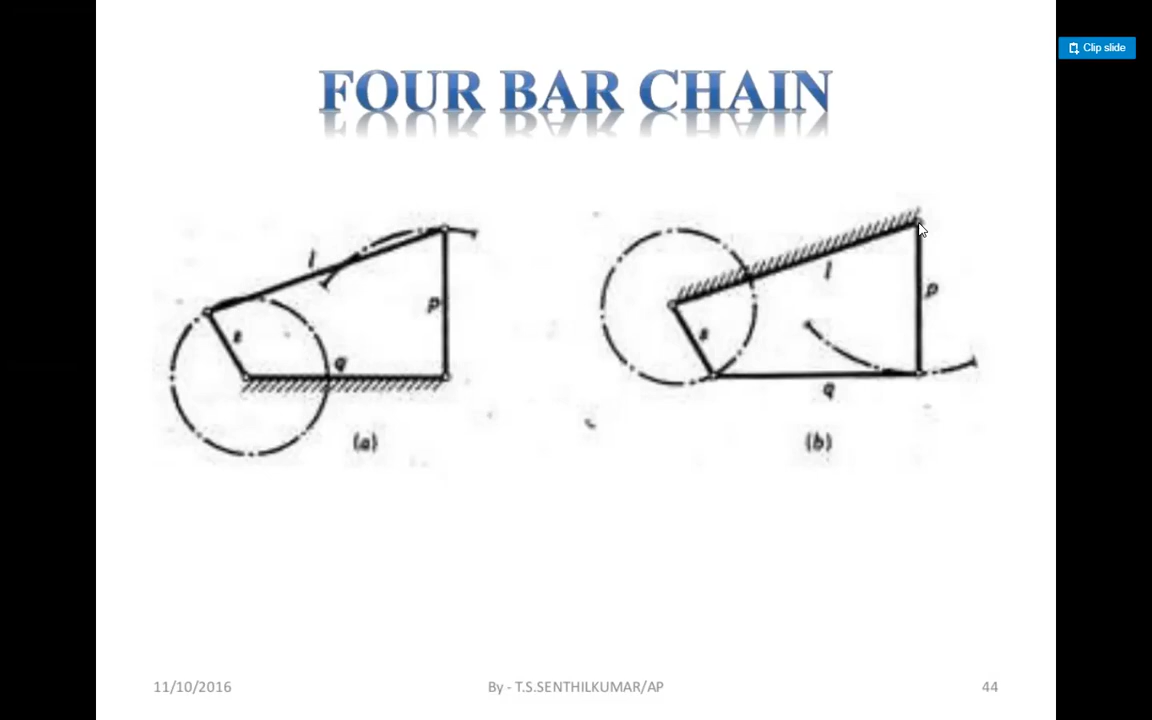 Clip slide
FOUR BAR CHAIN
l
s
p
q
(a)
l
s
p
q
(b)
11/10/2016
By - T.S.SENTHILKUMAR/AP
44